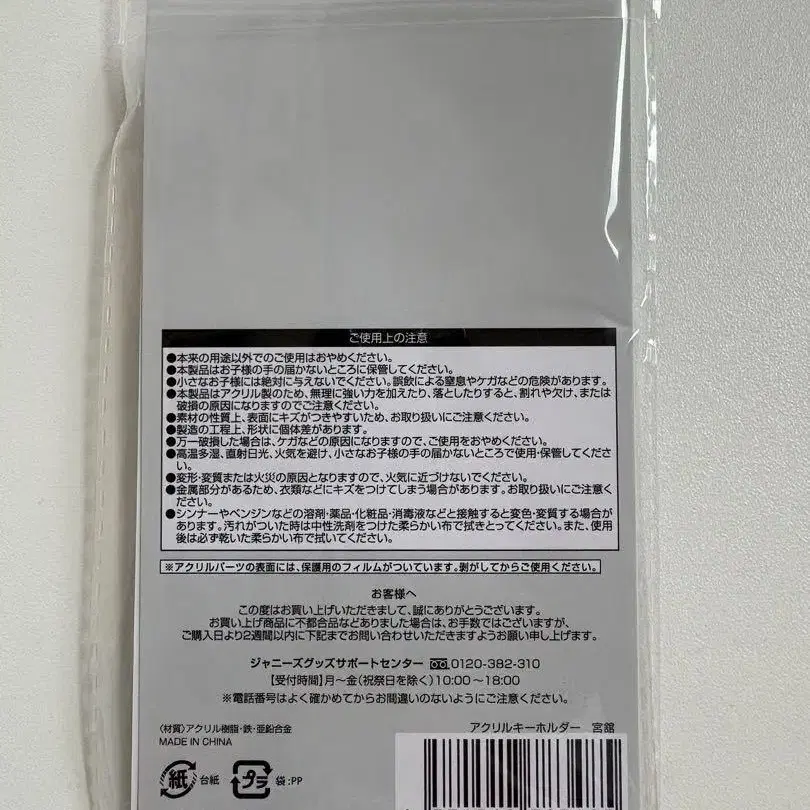 ご使用上の注意
●本来の用途以外でのご使用はおやめください。
●本製品はお子様の手の届かないところに保管してください。
●小さなお子様には絶対に与えないでください。誤飲による窒息やケガなどの危険があります。
●本製品はアクリル製のため、無理に強い力を加えたり、落としたりすると、割れや欠け、または
破損の原因になりますのでご注意ください。
●素材の性質上、表面にキズがつきやすいため、お取り扱いにご注意ください。
●製造の工程上、形状に個体差があります。
●万一破損した場合は、ケガなどの原因になりますので、ご使用をおやめください。
●高温多湿、直射日光、火気を避け、小さなお子様の手の届かないところで使用・保管してくださ
い。
●変形・変質または火災の原因となりますので、火気に近づけないでください。
●金属部分があるため、衣類などにキズをつけてしまう場合があります。お取り扱いにご注意く
ださい。
●シンナーやベンジンなどの溶剤・薬品・化粧品・消毒液などと接触すると変色・変質する場合が
あります。汚れがついた時は中性洗剤をつけた柔らかい布で拭きとってください。また、使用
後は必ず乾いた柔らかい布で拭いてください。
※アクリルパーツの表面には、保護用のフィルムがついています。剥がしてからご使用ください。
お客様へ
この度はお買い上げいただきまして、誠にありがとうございます。
お買い上げ商品に不都合品などありました場合は、お手数ではございますが、
ご購入日より2週間以内に下記までお問い合わせいただきますようお願い申し上げます。
ジャニーズグッズサポートセンター 0120-382-310
【受付時間】月～金(祝祭日を除く)10:00～18:00
※電話番号はよく確かめてからお間違いのないようにご注意ください。
〈材質〉アクリル樹脂・鉄・亜鉛合金
アクリルキーホルダー 宮舘
MADE IN CHINA
紙 台紙 プラ 袋:PP